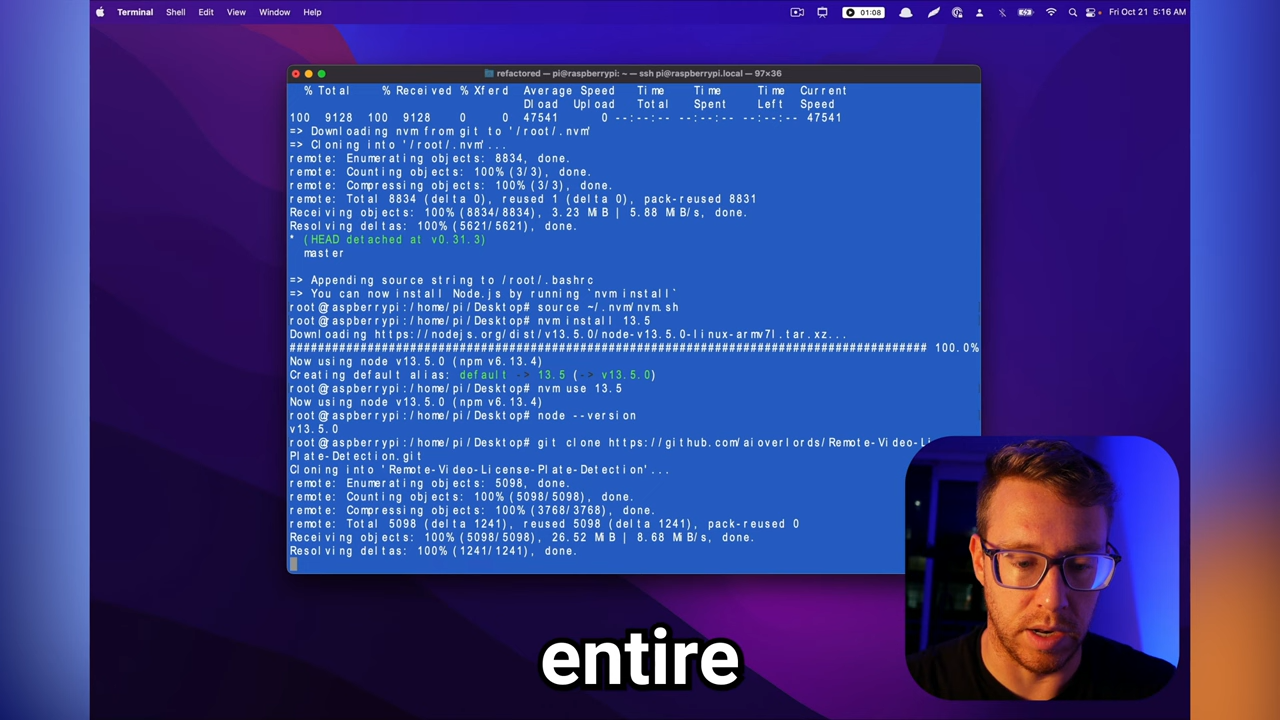 Terminal Shell Edit View Window Help 01:08 Fri Oct 21 5:16 AM
refactored — pi@raspberrypi: ~ — ssh pi@raspberrypi.local — 97×36
% Total % Received % Xferd Average Speed Time Time Time Current
Dload Upload Total Spent Left Speed
100 9128 100 9128 0 0 47541 0 --:--:-- --:--:-- --:--:-- 47541
=> Downloading nvm from git to '/root/.nvm'
=> Cloning into '/root/.nvm'...
remote: Enumerating objects: 8834, done.
remote: Counting objects: 100% (3/3), done.
remote: Compressing objects: 100% (3/3), done.
remote: Total 8834 (delta 0), reused 1 (delta 0), pack-reused 8831
Receiving objects: 100% (8834/8834), 3.23 MiB | 5.88 MiB/s, done.
Resolving deltas: 100% (5621/5621), done.
* (HEAD detached at v0.31.3)
master
=> Appending source string to /root/.bashrc
=> You can now install Node.js by running `nvm install`
root@raspberrypi:/home/pi/Desktop# source ~/.nvm/nvm.sh
root@raspberrypi:/home/pi/Desktop# nvm install 13.5
Downloading https://nodejs.org/dist/v13.5.0/node-v13.5.0-linux-armv7l.tar.xz...
########################################################################################## 100.0%
Now using node v13.5.0 (npm v6.13.4)
Creating default alias: default -> 13.5 (-> v13.5.0)
root@raspberrypi:/home/pi/Desktop# nvm use 13.5
Now using node v13.5.0 (npm v6.13.4)
root@raspberrypi:/home/pi/Desktop# node --version
v13.5.0
root@raspberrypi:/home/pi/Desktop# git clone https://github.com/aioverlords/Remote-Video-Li
Plate-Detection.git
Cloning into 'Remote-Video-License-Plate-Detection'...
remote: Enumerating objects: 5098, done.
remote: Counting objects: 100% (5098/5098), done.
remote: Compressing objects: 100% (3768/3768), done.
remote: Total 5098 (delta 1241), reused 5098 (delta 1241), pack-reused 0
Receiving objects: 100% (5098/5098), 26.52 MiB | 8.68 MiB/s, done.
Resolving deltas: 100% (1241/1241), done.
entire